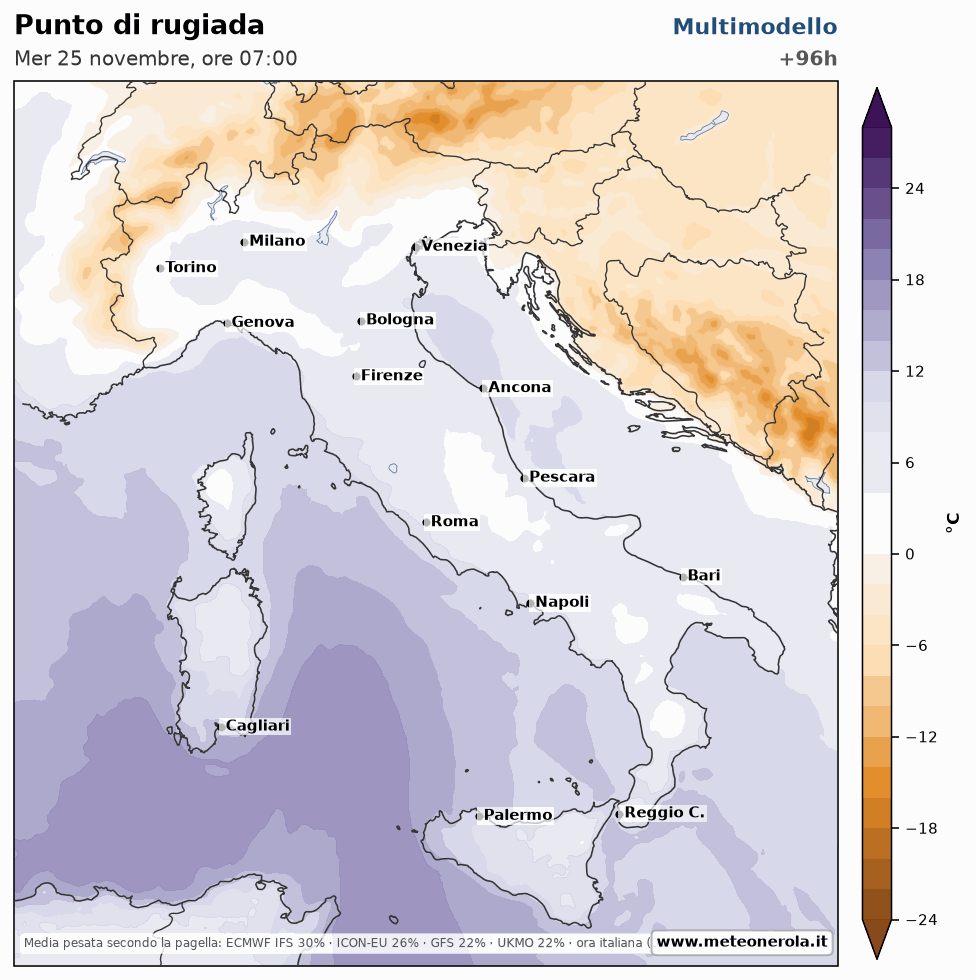 Punto di rugiada
Multimodello
Mer 25 novembre, ore 07:00
+96h
Milano
Venezia
Torino
Genova
Bologna
Firenze
Ancona
Pescara
Roma
Bari
Napoli
Cagliari
Palermo
Reggio C.
24
18
12
6
0
−6
−12
−18
−24
°C
Media pesata secondo la pagella: ECMWF IFS 30% · ICON-EU 26% · GFS 22% · UKMO 22% · ora italiana (
www.meteonerola.it